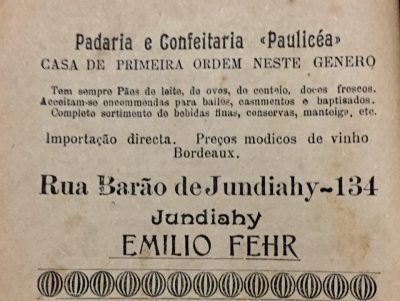 Padaria e Confeitaria «Paulicéa»
CASA DE PRIMEIRA ORDEM NESTE GENERO
Tem sempre Pães de leite, de ovos, de centeio, doces frescos.
Acceitam-se encommendas para bailes, casamentos e baptisados.
Completo sortimento de bebidas finas, conservas, manteiga, etc.
Importação directa. Preços modicos de vinho
Bordeaux.
Rua Barão de Jundiahy-134
Jundiahy
EMILIO FEHR